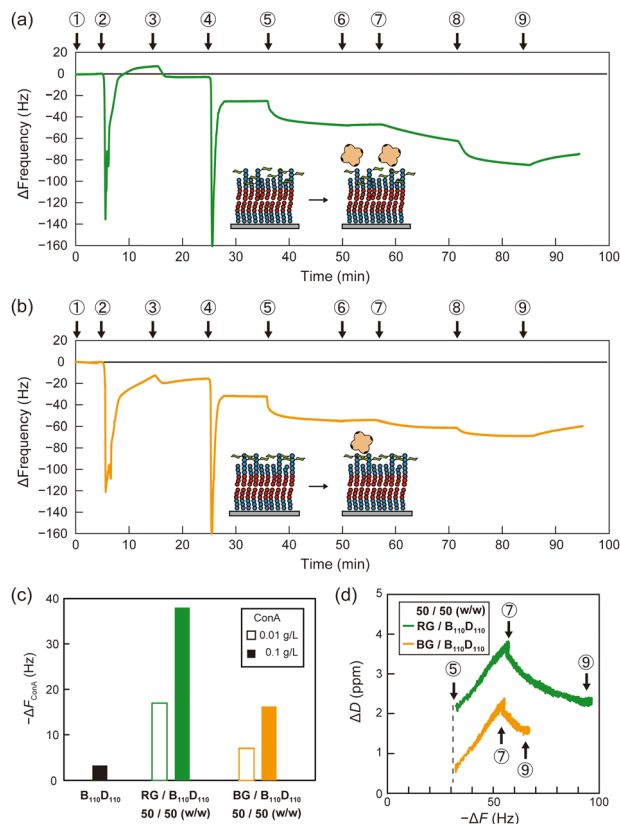 (a)
① ② ③ ④ ⑤ ⑥ ⑦ ⑧ ⑨
ΔFrequency (Hz)
20
0
−20
−40
−60
−80
−100
−120
−140
−160
0 10 20 30 40 50 60 70 80 90 100
Time (min)
(b)
① ② ③ ④ ⑤ ⑥ ⑦ ⑧ ⑨
ΔFrequency (Hz)
20
0
−20
−40
−60
−80
−100
−120
−140
−160
0 10 20 30 40 50 60 70 80 90 100
Time (min)
(c)
−ΔF_ConA (Hz)
40
30
20
10
0
ConA
0.01 g/L
0.1 g/L
B₁₁₀D₁₁₀
RG / B₁₁₀D₁₁₀
50 / 50 (w/w)
BG / B₁₁₀D₁₁₀
50 / 50 (w/w)
(d)
ΔD (ppm)
5
4
3
2
1
0
50 / 50 (w/w)
RG / B₁₁₀D₁₁₀
BG / B₁₁₀D₁₁₀
⑤
⑦
⑨
⑦
⑨
0 50 100
−ΔF (Hz)